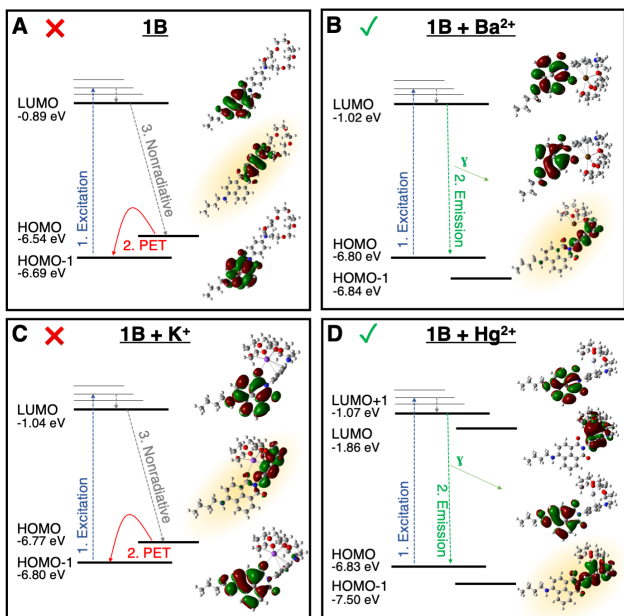 A ✗ 1B
LUMO
-0.89 eV
1. Excitation
3. Nonradiative
HOMO
-6.54 eV
2. PET
HOMO-1
-6.69 eV
B ✓ 1B + Ba²⁺
LUMO
-1.02 eV
1. Excitation
2. Emission
γ
HOMO
-6.80 eV
HOMO-1
-6.84 eV
C ✗ 1B + K⁺
LUMO
-1.04 eV
1. Excitation
3. Nonradiative
HOMO
-6.77 eV
2. PET
HOMO-1
-6.80 eV
D ✓ 1B + Hg²⁺
LUMO+1
-1.07 eV
LUMO
-1.86 eV
1. Excitation
2. Emission
γ
HOMO
-6.83 eV
HOMO-1
-7.50 eV